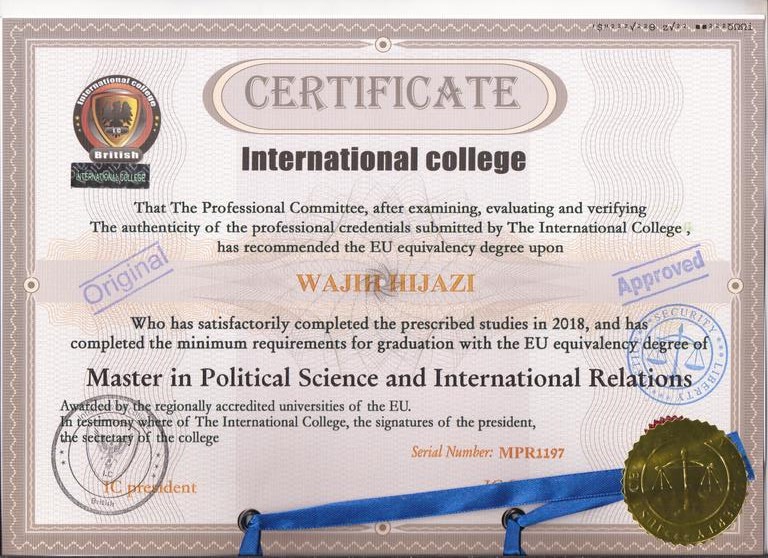 CERTIFICATE
International college
British
I.C
INTERNATIONAL COLLEGE
International college
That The Professional Committee, after examining, evaluating and verifying
The authenticity of the professional credentials submitted by The International College,
has recommended the EU equivalency degree upon
Original
Approved
WAJIH HIJAZI
Who has satisfactorily completed the prescribed studies in 2018, and has
completed the minimum requirements for graduation with the EU equivalency degree of
SECURITY
LIBERTY
Master in Political Science and International Relations
Awarded by the regionally accredited universities of the EU.
In testimony where of The International College, the signatures of the president,
the secretary of the college
Serial Number: MPR1197
I.C
British
IC president